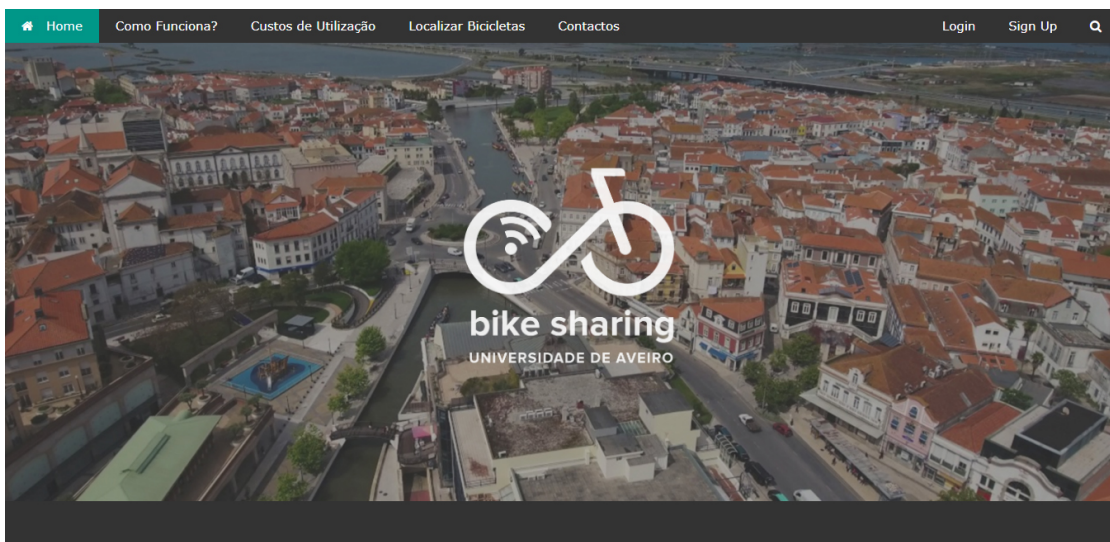 Home Como Funciona? Custos de Utilização Localizar Bicicletas Contactos Login Sign Up
bike sharing
UNIVERSIDADE DE AVEIRO